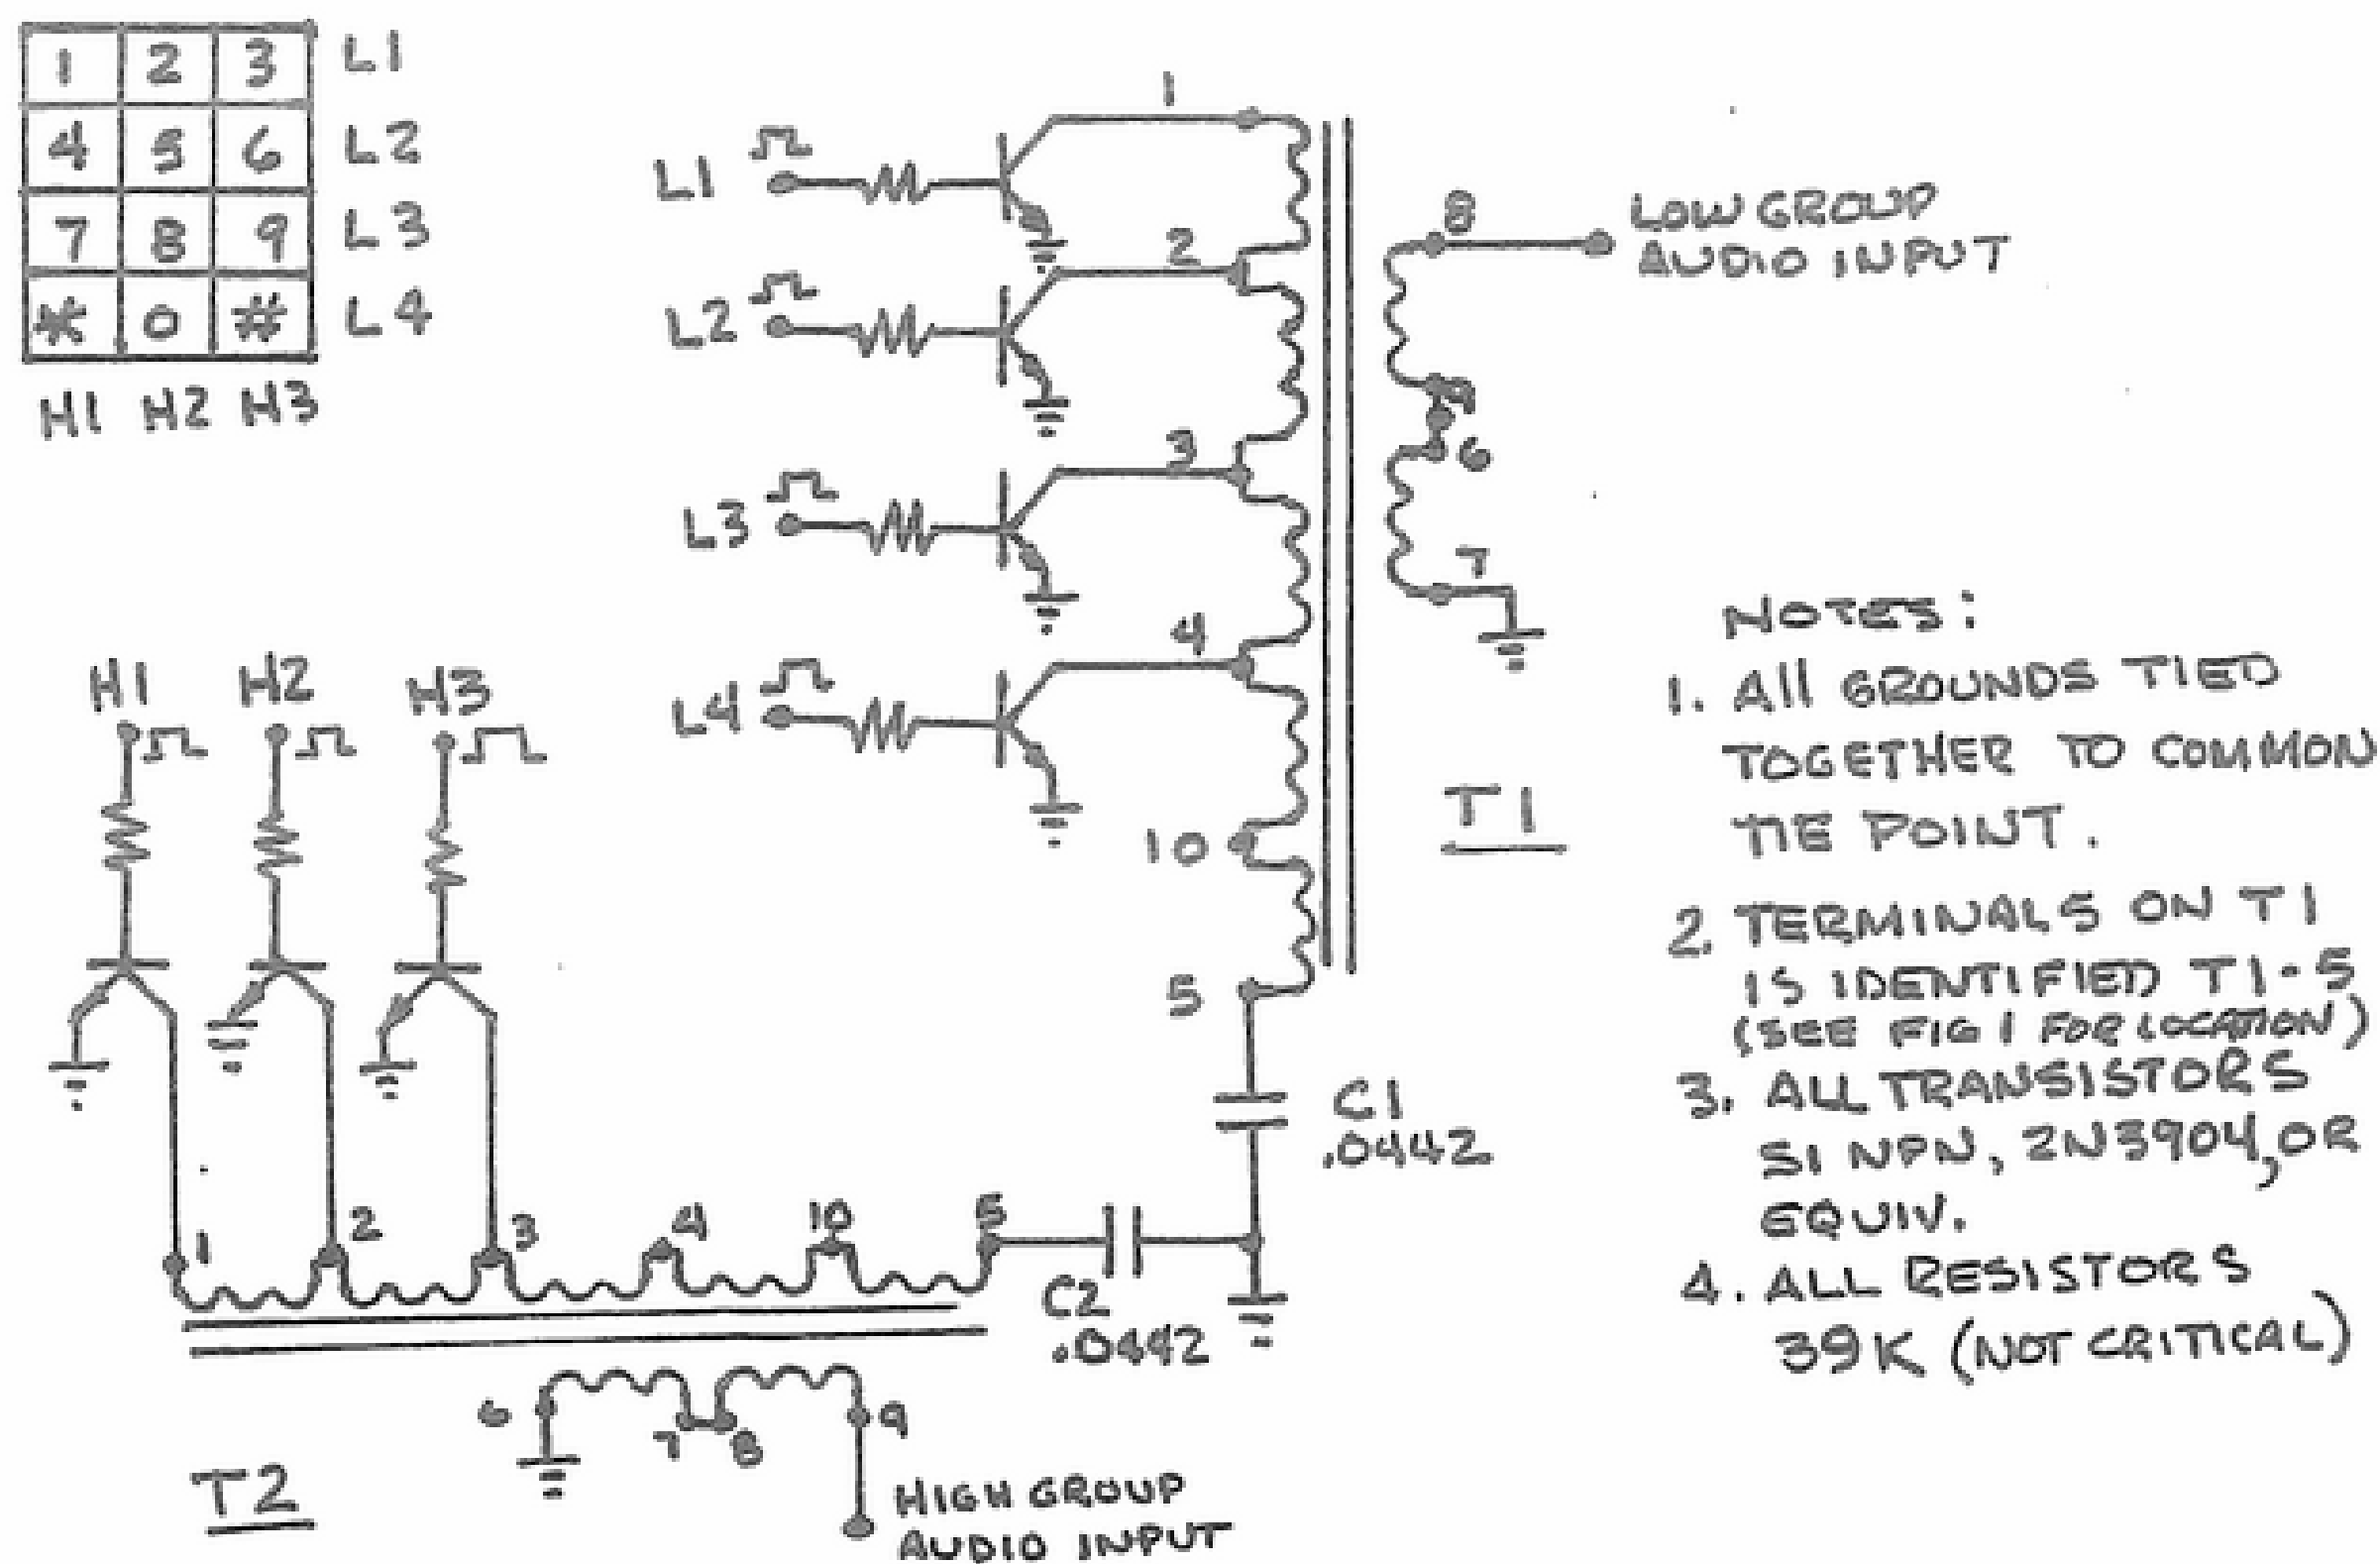 1 2 3 L1
4 5 6 L2
7 8 9 L3
* 0 # L4
H1 H2 H3
L1
1
L2
2
L3
3
L4
4
10
5
8
LOW GROUP
AUDIO INPUT
9
6
7
T1
C1
.0442
H1 H2 H3
1 2 3 4 10 5
C2
.0442
6 7 8 9
T2
HIGH GROUP
AUDIO INPUT
NOTES:
1. All GROUNDS TIED
TOGETHER TO COMMON
TIE POINT.
2. TERMINALS ON T1
IS IDENTIFIED T1-5
(SEE FIG 1 FOR LOCATION)
3. ALL TRANSISTORS
SI NPN, 2N3904, OR
EQUIV.
4. ALL RESISTORS
39K (NOT CRITICAL)